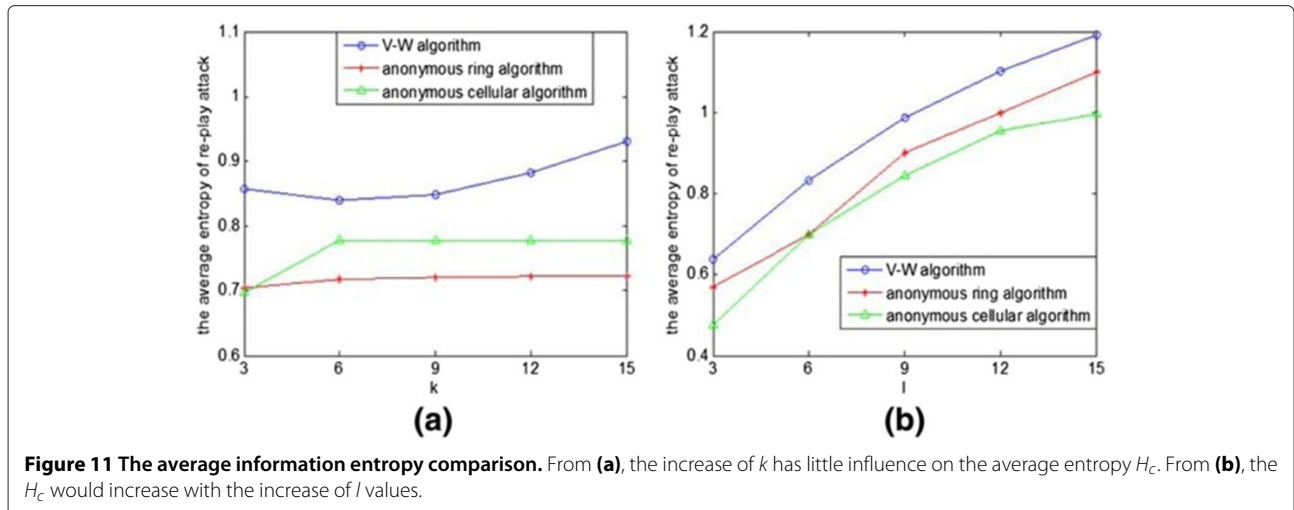 1.1
1
0.9
0.8
0.7
0.6
the average entropy of re-play attack
V-W algorithm
anonymous ring algorithm
anonymous cellular algorithm
3 6 9 12 15
k
(a)
1.2
1
0.8
0.6
0.4
the average entropy of re-play attack
V-W algorithm
anonymous ring algorithm
anonymous cellular algorithm
3 6 9 12 15
l
(b)
Figure 11 The average information entropy comparison. From (a), the increase of k has little influence on the average entropy Hc. From (b), the
Hc would increase with the increase of l values.